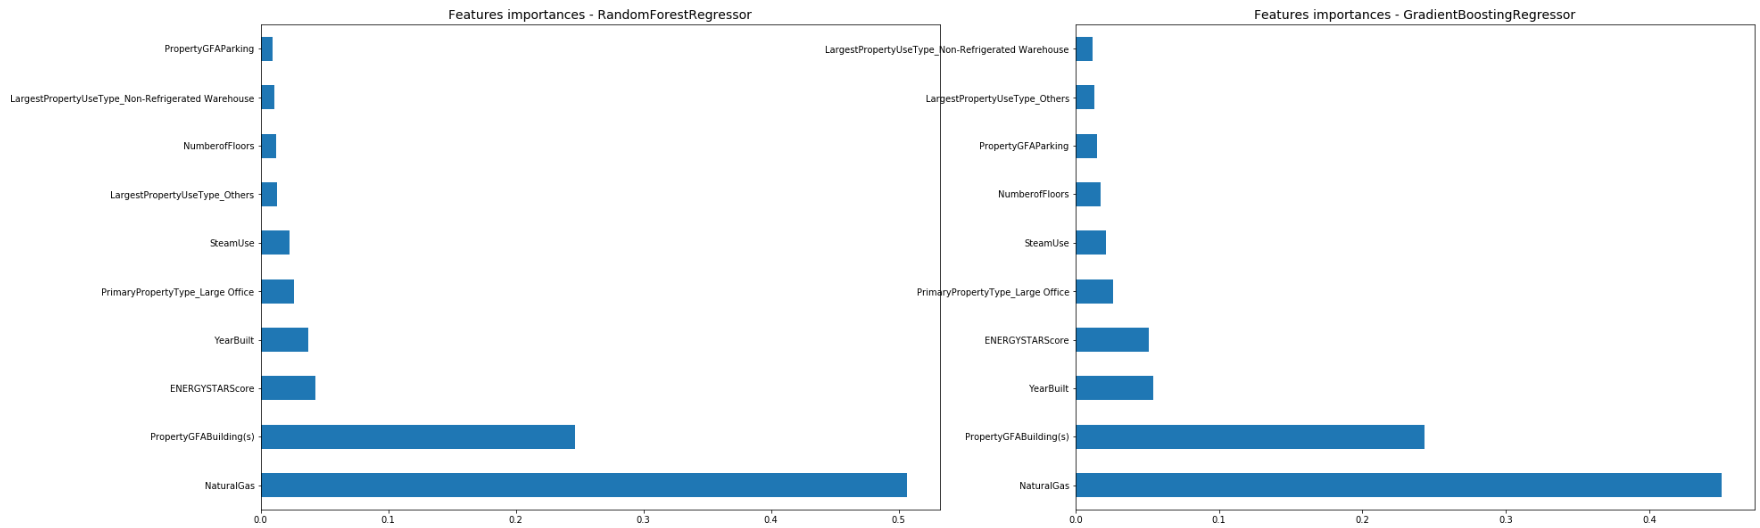 Features importances - RandomForestRegressor
PropertyGFAParking
LargestPropertyUseType_Non-Refrigerated Warehouse
NumberofFloors
LargestPropertyUseType_Others
SteamUse
PrimaryPropertyType_Large Office
YearBuilt
ENERGYSTARScore
PropertyGFABuilding(s)
NaturalGas
0.0 0.1 0.2 0.3 0.4 0.5
Features importances - GradientBoostingRegressor
LargestPropertyUseType_Non-Refrigerated Warehouse
LargestPropertyUseType_Others
PropertyGFAParking
NumberofFloors
SteamUse
PrimaryPropertyType_Large Office
ENERGYSTARScore
YearBuilt
PropertyGFABuilding(s)
NaturalGas
0.0 0.1 0.2 0.3 0.4